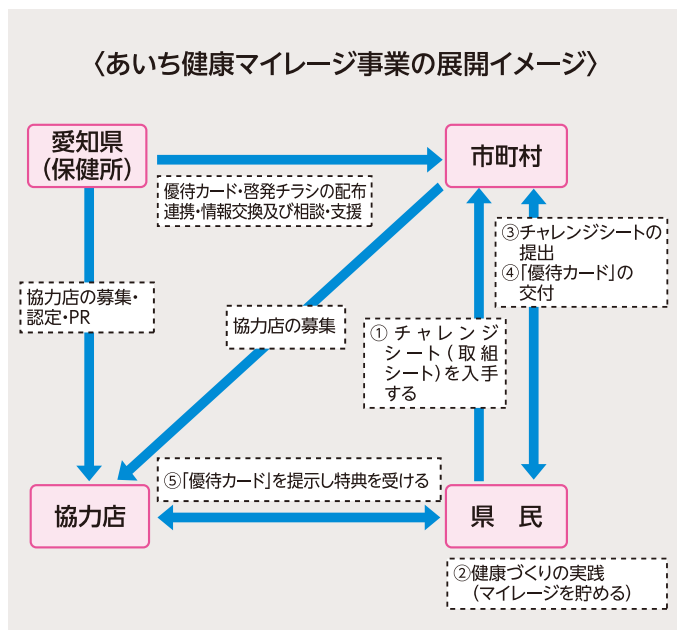 〈あいち健康マイレージ事業の展開イメージ〉
愛知県
（保健所）
市町村
優待カード・啓発チラシの配布
連携・情報交換及び相談・支援
③チャレンジシートの
提出
④「優待カード」の
交付
協力店の募集・
認定・PR
協力店の募集
①チャレンジ
シート（取組
シート）を入手
する
⑤「優待カード」を提示し特典を受ける
協力店
県　民
②健康づくりの実践
（マイレージを貯める）